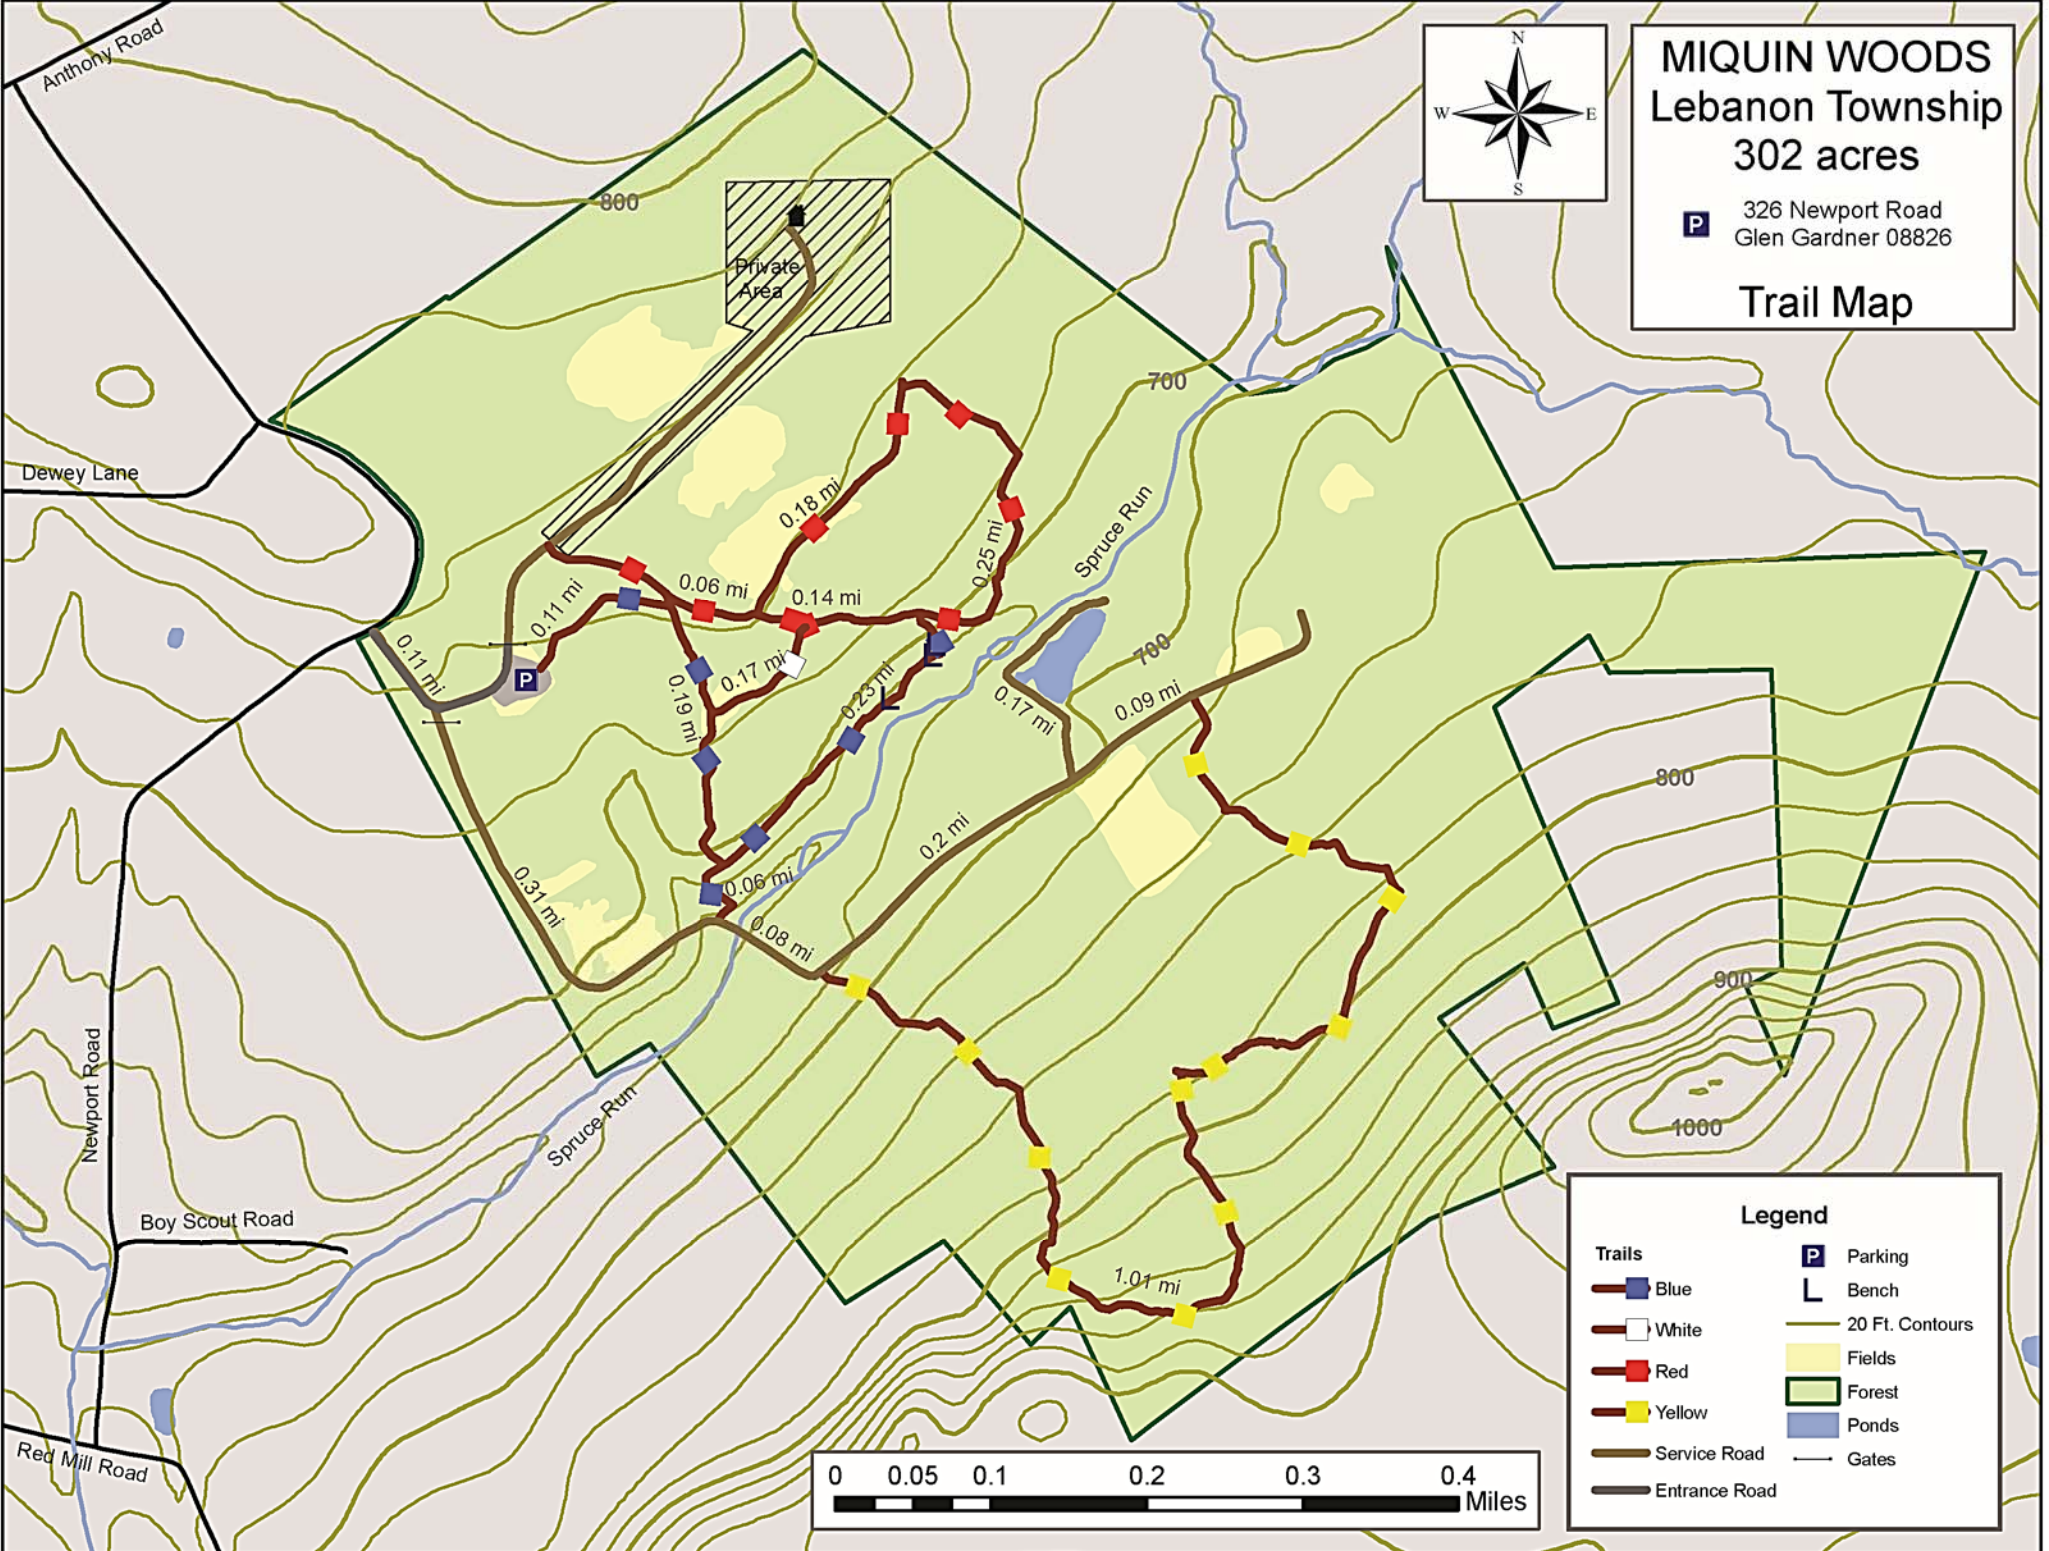 MIQUIN WOODS
Lebanon Township
302 acres
P
326 Newport Road
Glen Gardner 08826
Trail Map
N
W
E
S
Anthony Road
800
Private
Area
700
Dewey Lane
0.18 mi
Spruce Run
0.25 mi
0.06 mi
0.14 mi
0.11 mi
0.11 mi
P
0.17 mi
0.19 mi
0.23 mi
0.17 mi
700
0.09 mi
800
0.2 mi
0.06 mi
0.31 mi
0.08 mi
900
Newport Road
Spruce Run
1000
Boy Scout Road
1.01 mi
Red Mill Road
0
0.05
0.1
0.2
0.3
0.4
Miles
Legend
Trails
Blue
White
Red
Yellow
Service Road
Entrance Road
P
Parking
Bench
20 Ft. Contours
Fields
Forest
Ponds
Gates